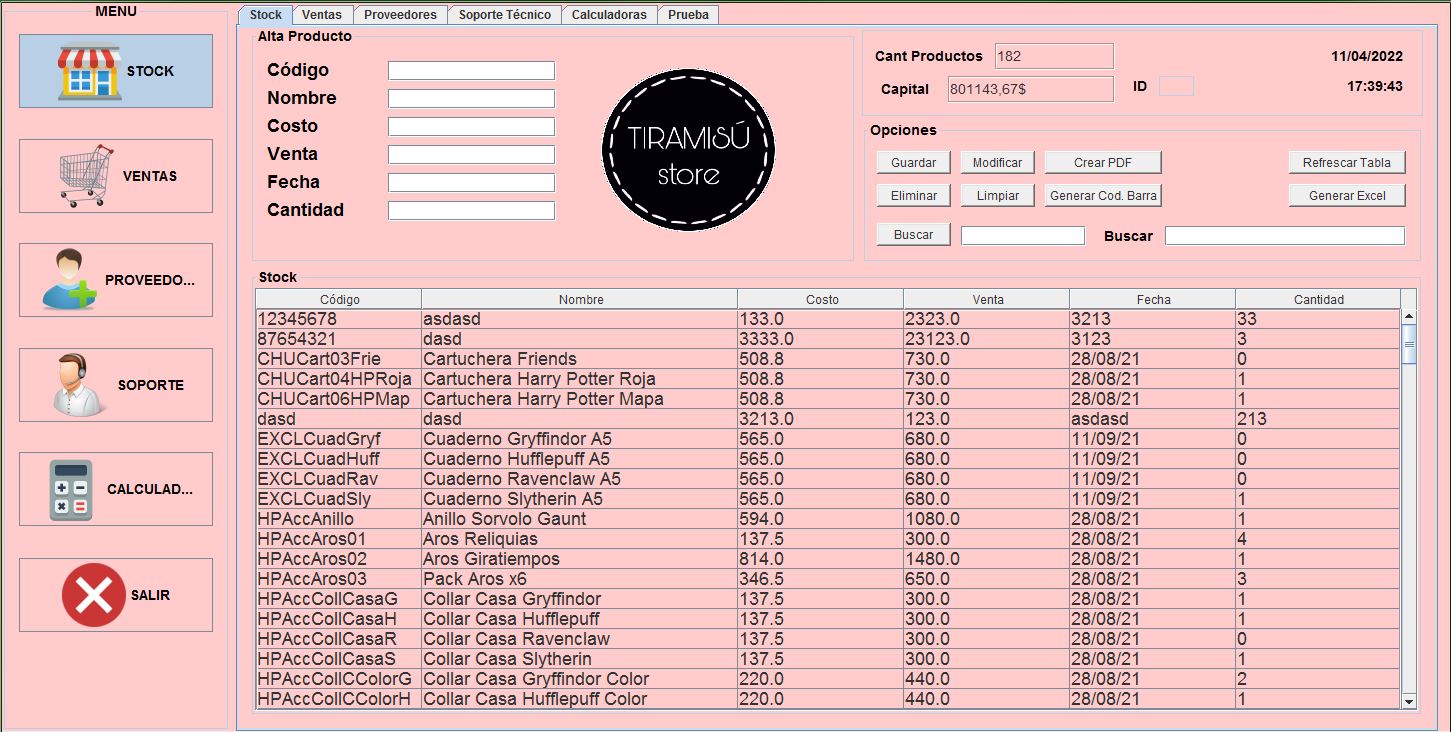 MENU
STOCK
VENTAS
PROVEEDO...
SOPORTE
CALCULAD...
SALIR
Stock Ventas Proveedores Soporte Técnico Calculadoras Prueba
Alta Producto
Código
Nombre
Costo
Venta
Fecha
Cantidad
TIRAMISÚ
store
Cant Productos 182 11/04/2022
Capital 801143,67$ ID 17:39:43
Opciones
Guardar Modificar Crear PDF Refrescar Tabla
Eliminar Limpiar Generar Cod. Barra Generar Excel
Buscar Buscar
Stock
Código Nombre Costo Venta Fecha Cantidad
12345678 asdasd 133.0 2323.0 3213 33
87654321 dasd 3333.0 23123.0 3123 3
CHUCart03Frie Cartuchera Friends 508.8 730.0 28/08/21 0
CHUCart04HPRoja Cartuchera Harry Potter Roja 508.8 730.0 28/08/21 1
CHUCart06HPMap Cartuchera Harry Potter Mapa 508.8 730.0 28/08/21 1
dasd dasd 3213.0 123.0 asdasd 213
EXCLCuadGryf Cuaderno Gryffindor A5 565.0 680.0 11/09/21 0
EXCLCuadHuff Cuaderno Hufflepuff A5 565.0 680.0 11/09/21 0
EXCLCuadRav Cuaderno Ravenclaw A5 565.0 680.0 11/09/21 0
EXCLCuadSly Cuaderno Slytherin A5 565.0 680.0 11/09/21 1
HPAccAnillo Anillo Sorvolo Gaunt 594.0 1080.0 28/08/21 1
HPAccAros01 Aros Reliquias 137.5 300.0 28/08/21 4
HPAccAros02 Aros Giratiempos 814.0 1480.0 28/08/21 1
HPAccAros03 Pack Aros x6 346.5 650.0 28/08/21 3
HPAccCollCasaG Collar Casa Gryffindor 137.5 300.0 28/08/21 1
HPAccCollCasaH Collar Casa Hufflepuff 137.5 300.0 28/08/21 1
HPAccCollCasaR Collar Casa Ravenclaw 137.5 300.0 28/08/21 0
HPAccCollCasaS Collar Casa Slytherin 137.5 300.0 28/08/21 1
HPAccCollCColorG Collar Casa Gryffindor Color 220.0 440.0 28/08/21 2
HPAccCollCColorH Collar Casa Hufflepuff Color 220.0 440.0 28/08/21 1